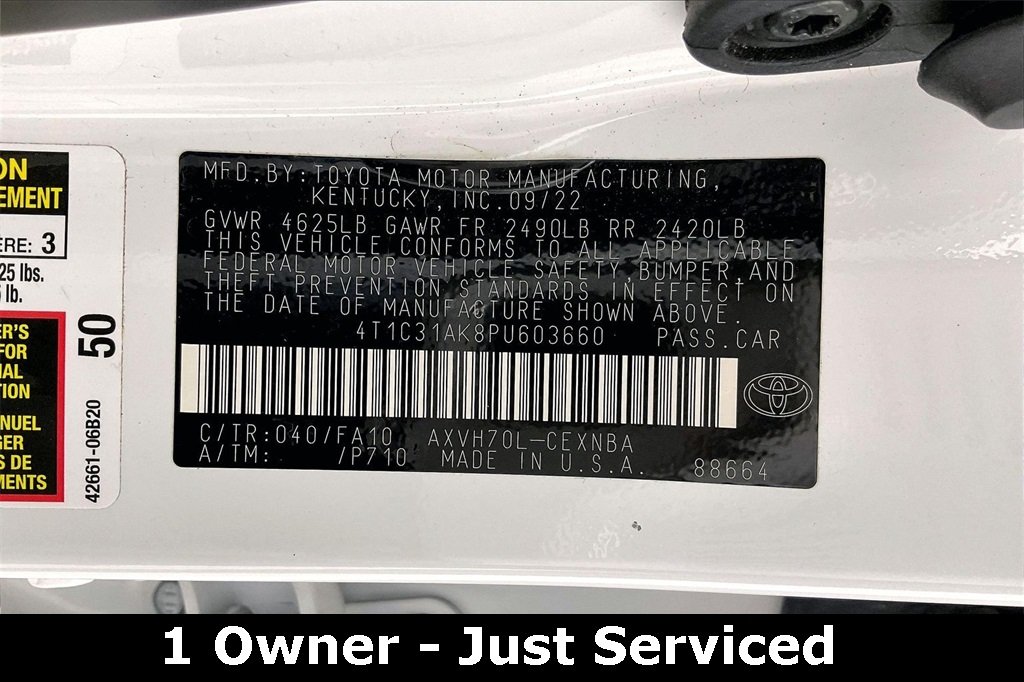 MFD.BY:TOYOTA MOTOR MANUFACTURING,
KENTUCKY,INC.09/22
GVWR 4625LB GAWR FR 2490LB RR 2420LB
THIS VEHICLE CONFORMS TO ALL APPLICABLE
FEDERAL MOTOR VEHICLE SAFETY BUMPER,AND
THEFT PREVENTION STANDARDS IN EFFECT ON
THE DATE OF MANUFACTURE SHOWN ABOVE.
4T1C31AK8PU603660 PASS.CAR
C/TR:040/FA10 AXVH70L-CEXNBA
A/TM: /P710 MADE IN U.S.A. 88664
ON
EMENT
ÈRE: 3
25 lbs.
lb.
ER'S
FOR
NAL
TION
NUEL
GER
S DE
MENTS
50
42661-06B20
1 Owner - Just Serviced